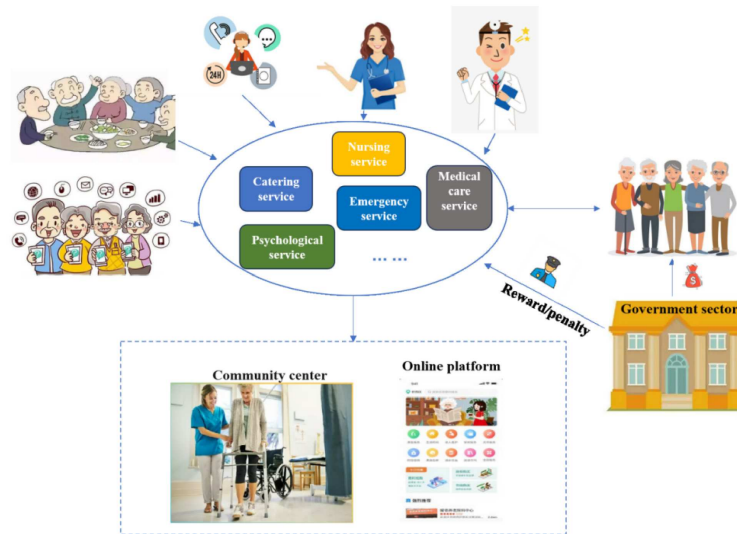 24H
Nursing
service
Catering
service
Medical
care
service
Emergency
service
Psychological
service
... ...
Reward/penalty
$
Government sector
Community center
Online platform